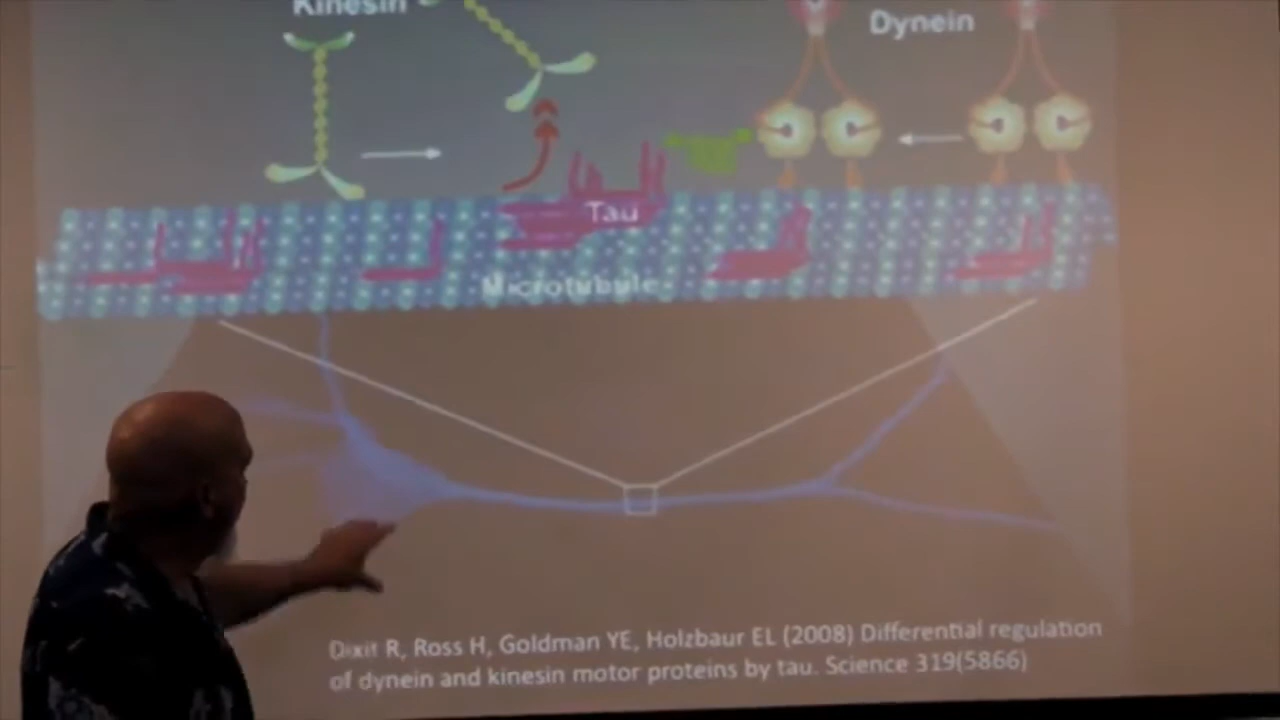 Kinesin
Dynein
Tau
Microtubule
Dixit R, Ross H, Goldman YE, Holzbaur EL (2008) Differential regulation
of dynein and kinesin motor proteins by tau. Science 319(5866)